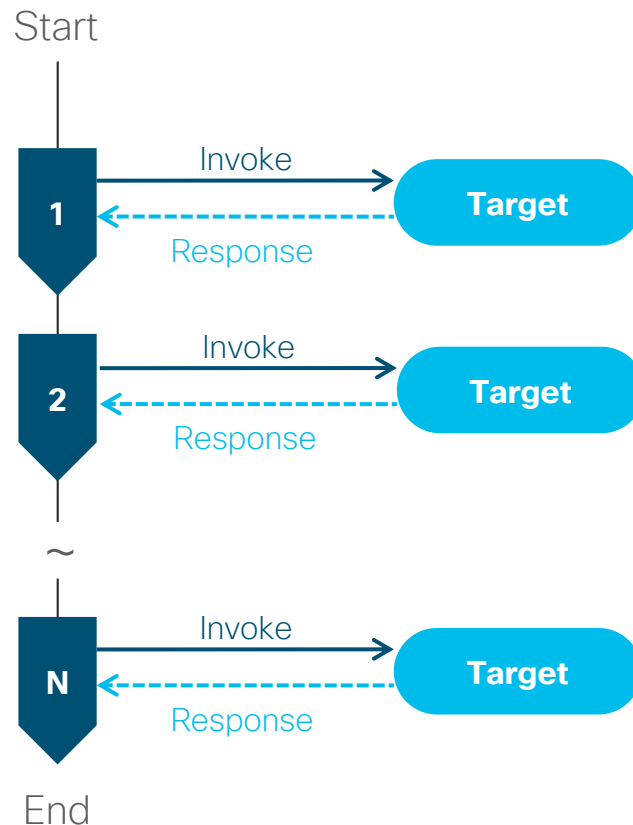 Start
Invoke
1
Target
Response
Invoke
2
Target
Response
~
Invoke
N
Target
Response
End